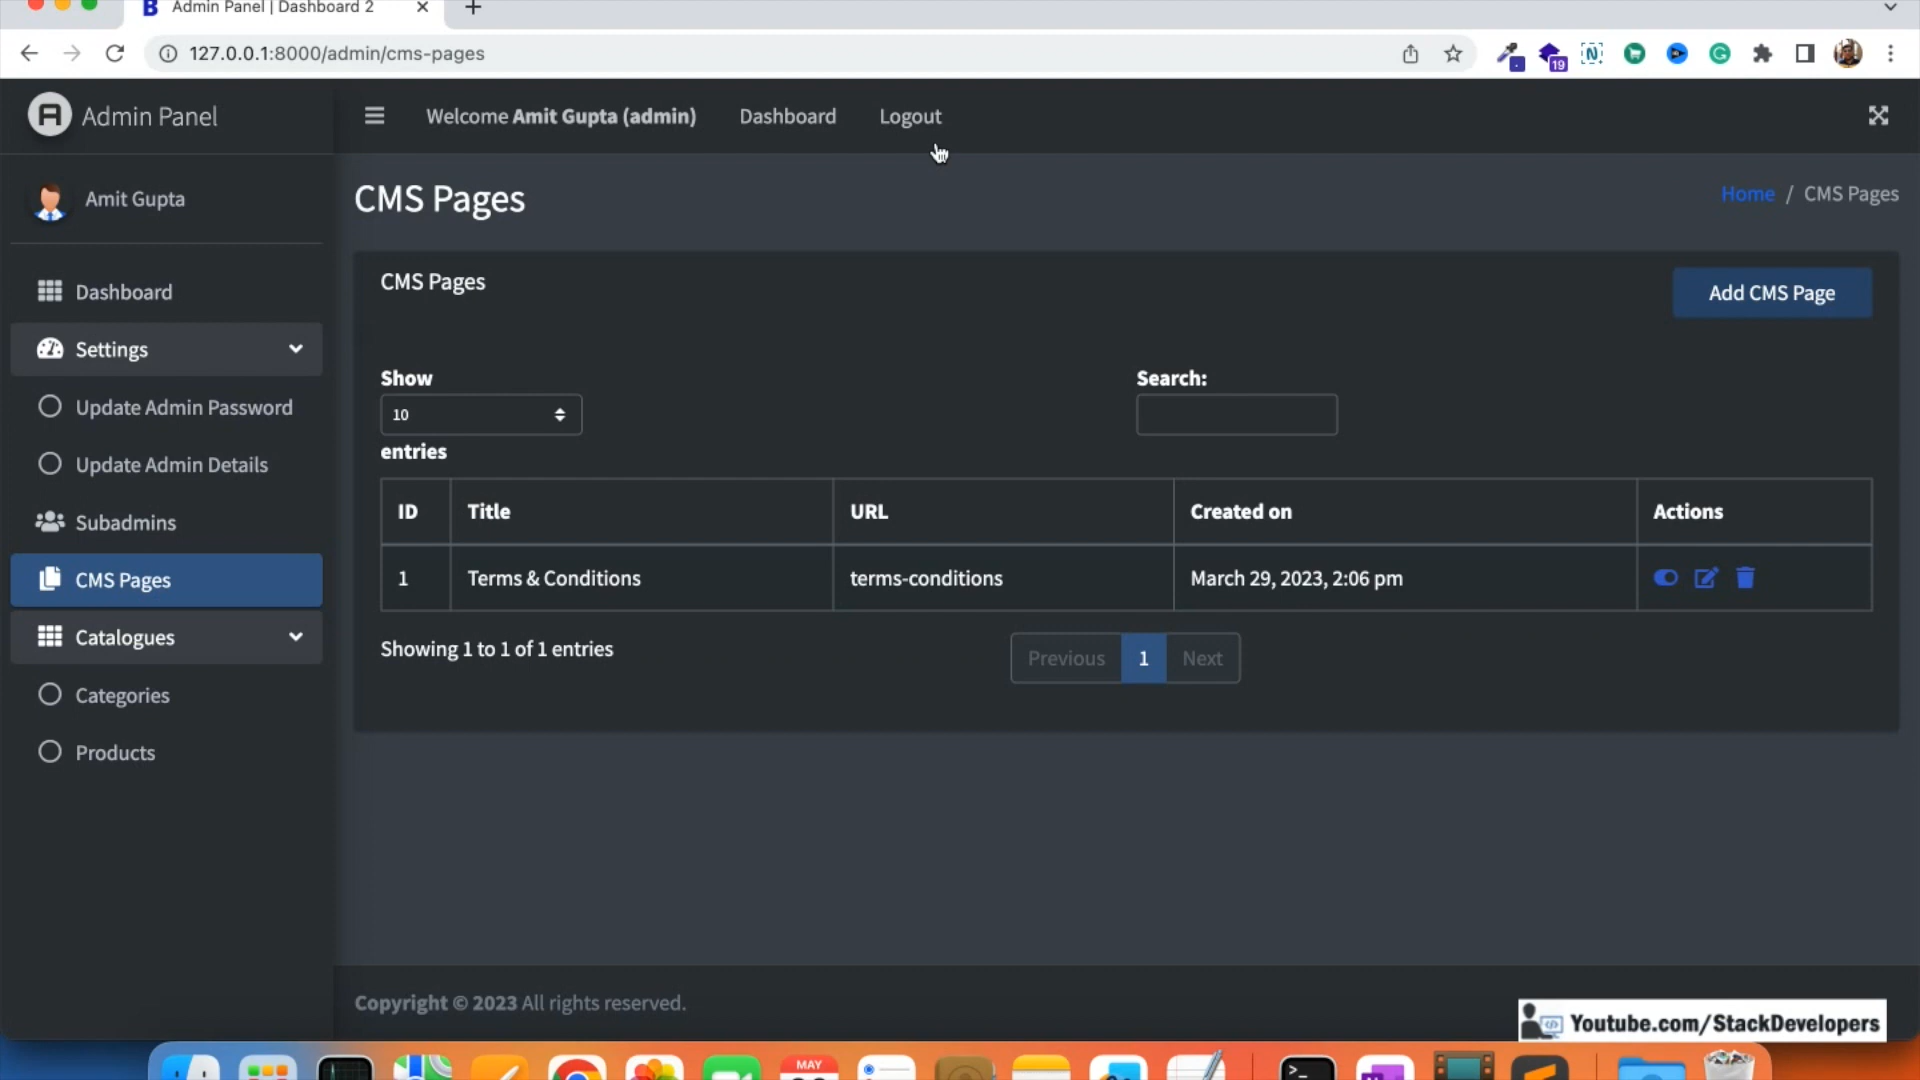 Admin Panel | Dashboard 2
127.0.0.1:8000/admin/cms-pages
19
Admin Panel
Welcome Amit Gupta (admin)
Dashboard
Logout
Amit Gupta
CMS Pages
Home / CMS Pages
Dashboard
Settings
Update Admin Password
Update Admin Details
Subadmins
CMS Pages
Catalogues
Categories
Products
CMS Pages
Add CMS Page
Show
10
entries
Search:
ID Title URL Created on Actions
1 Terms & Conditions terms-conditions March 29, 2023, 2:06 pm
Showing 1 to 1 of 1 entries
Previous 1 Next
Copyright © 2023 All rights reserved.
Youtube.com/StackDevelopers
MAY